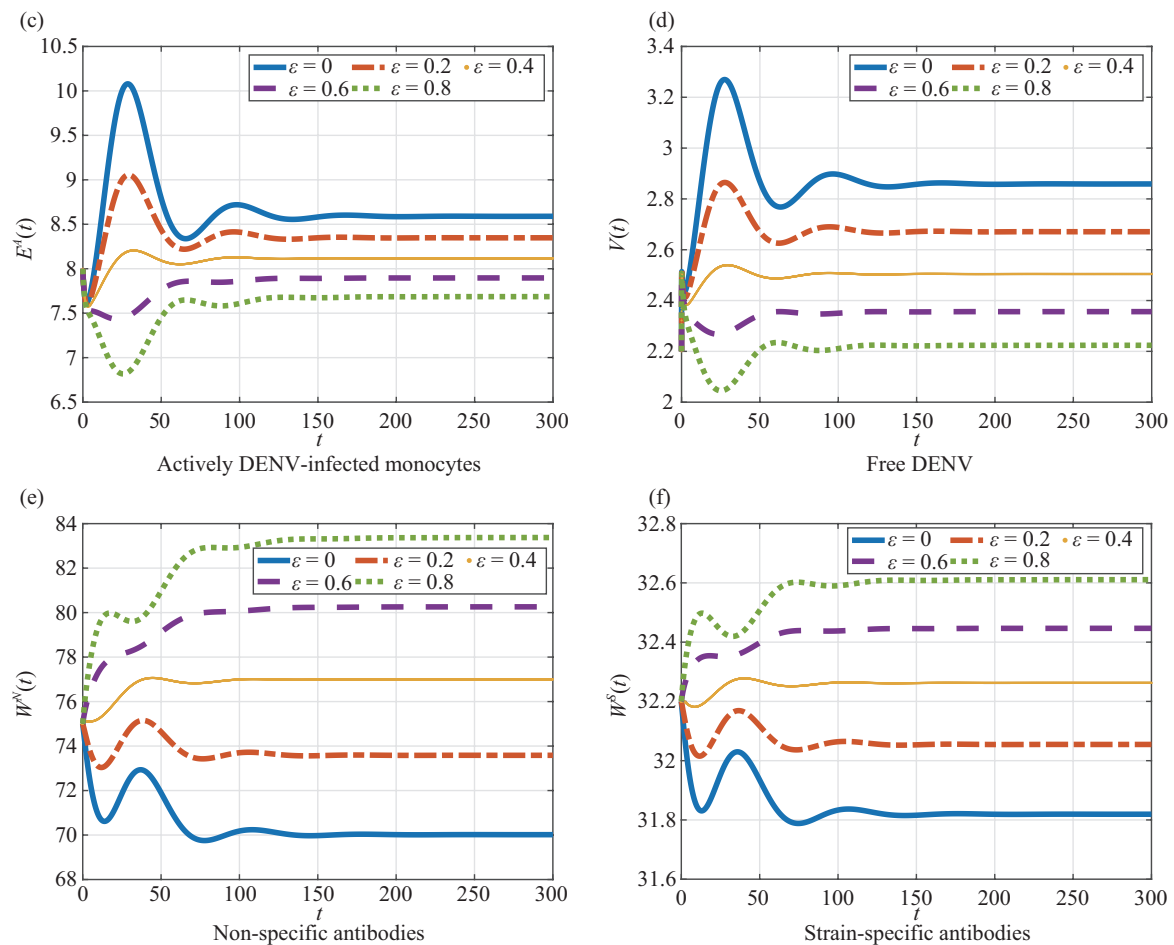 (c)
10.5
10
9.5
9
8.5
8
7.5
7
6.5
E^A(t)
ε = 0 ε = 0.2 ε = 0.4
ε = 0.6 ε = 0.8
0 50 100 150 200 250 300
t
Actively DENV-infected monocytes
(d)
3.4
3.2
3
2.8
2.6
2.4
2.2
2
V(t)
ε = 0 ε = 0.2 ε = 0.4
ε = 0.6 ε = 0.8
0 50 100 150 200 250 300
t
Free DENV
(e)
84
82
80
78
76
74
72
70
68
W^N(t)
ε = 0 ε = 0.2 ε = 0.4
ε = 0.6 ε = 0.8
0 50 100 150 200 250 300
t
Non-specific antibodies
(f)
32.8
32.6
32.4
32.2
32
31.8
31.6
W^S(t)
ε = 0 ε = 0.2 ε = 0.4
ε = 0.6 ε = 0.8
0 50 100 150 200 250 300
t
Strain-specific antibodies